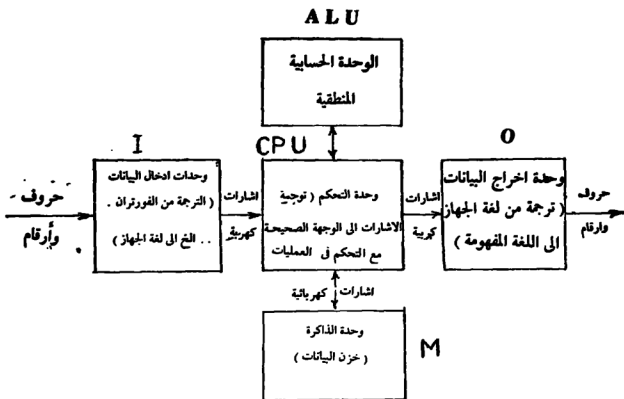 ALU
الوحدة الحسابية
المنطقية
I
CPU
O
وحدات ادخال البيانات
( الترجمة من الفورتران .
. . الخ الى لغة الجهاز )
وحدة التحكم ( توجية
الاشارات الى الوجهة الصحيحة
مع التحكم فى العمليات
وحدة اخراج البيانات
( ترجمة من لغة الجهاز
الى اللغة المفهومة )
حروف
وأرقام
اشارات
كهربية
اشارات
كهربية
حروف
وارقام
اشارات
كهربائية
وحدة الذاكرة
( خزن البيانات )
M